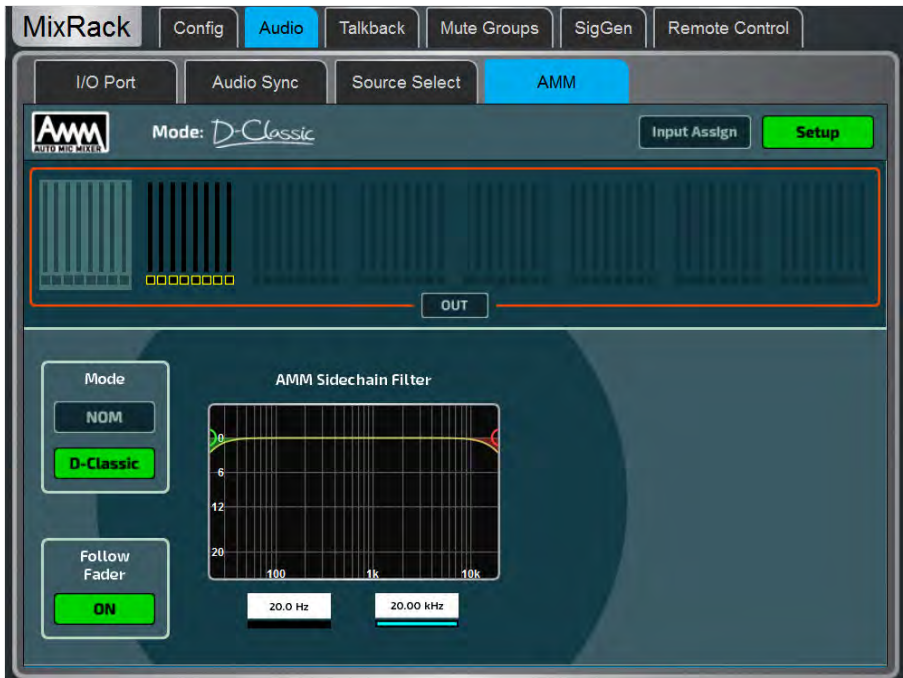 MixRack Config Audio Talkback Mute Groups SigGen Remote Control
I/O Port Audio Sync Source Select AMM
AMM
AUTO MIC MIXER
Mode: D-Classic
Input Assign Setup
OUT
Mode
NOM
D-Classic
AMM Sidechain Filter
0
6
12
20
100 1k 10k
20.0 Hz 20.00 kHz
Follow
Fader
ON